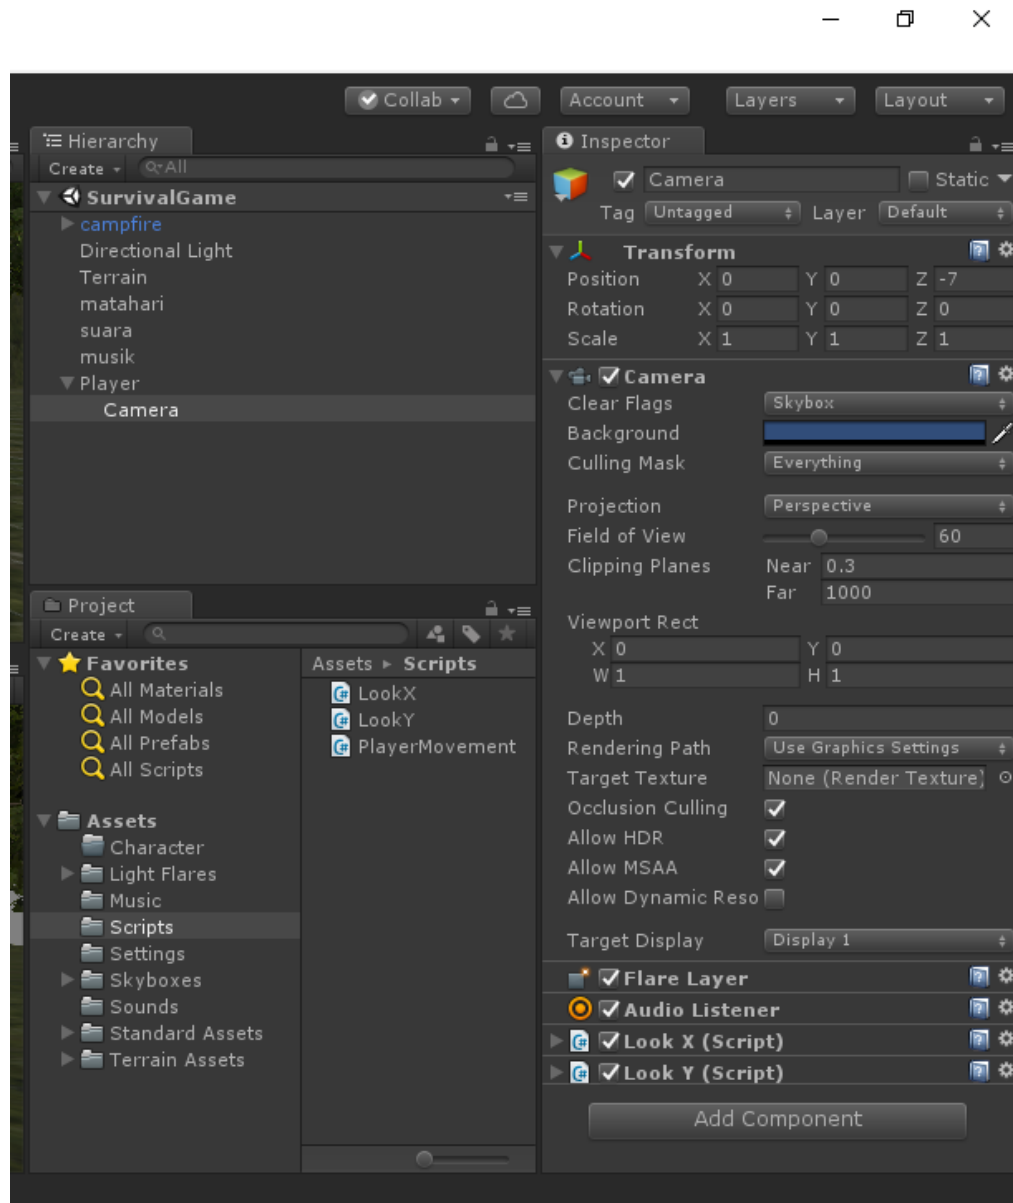 Collab
Account
Layers
Layout
Hierarchy
Create
All
SurvivalGame
campfire
Directional Light
Terrain
matahari
suara
musik
Player
Camera
Project
Create
Favorites
All Materials
All Models
All Prefabs
All Scripts
Assets
Character
Light Flares
Music
Scripts
Settings
Skyboxes
Sounds
Standard Assets
Terrain Assets
Assets ▸ Scripts
LookX
LookY
PlayerMovement
Inspector
Camera Static
Tag Untagged Layer Default
Transform
Position X 0 Y 0 Z -7
Rotation X 0 Y 0 Z 0
Scale X 1 Y 1 Z 1
Camera
Clear Flags Skybox
Background
Culling Mask Everything
Projection Perspective
Field of View 60
Clipping Planes Near 0.3
Far 1000
Viewport Rect
X 0 Y 0
W 1 H 1
Depth 0
Rendering Path Use Graphics Settings
Target Texture None (Render Texture)
Occlusion Culling
Allow HDR
Allow MSAA
Allow Dynamic Reso
Target Display Display 1
Flare Layer
Audio Listener
Look X (Script)
Look Y (Script)
Add Component